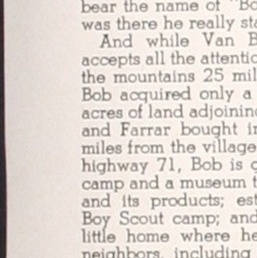 bear the name of "Bo
was there he really sta
And while Van B
accepts all the attentio
the mountains 25 mil
Bob acquired only a
acres of land adjoining
and Farrar bought in
miles from the village
highway 71, Bob is g
camp and a museum t
and its products; est
Boy Scout camp; and
little home where he
neighbors, including